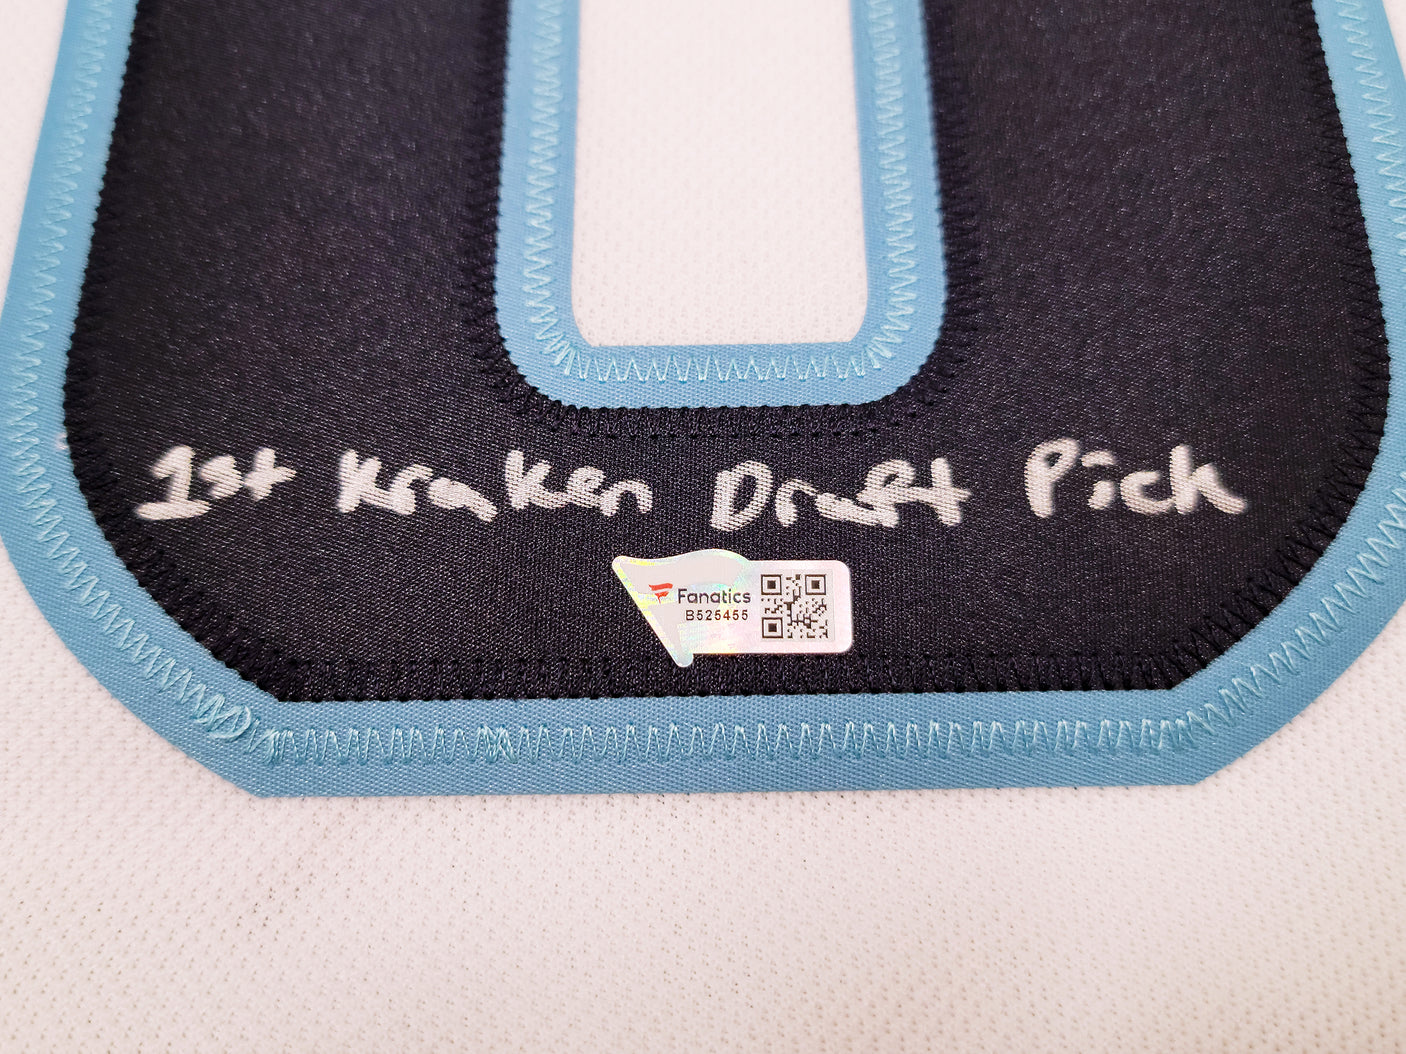 1st Kraken Draft Pick
Fanatics
B525455